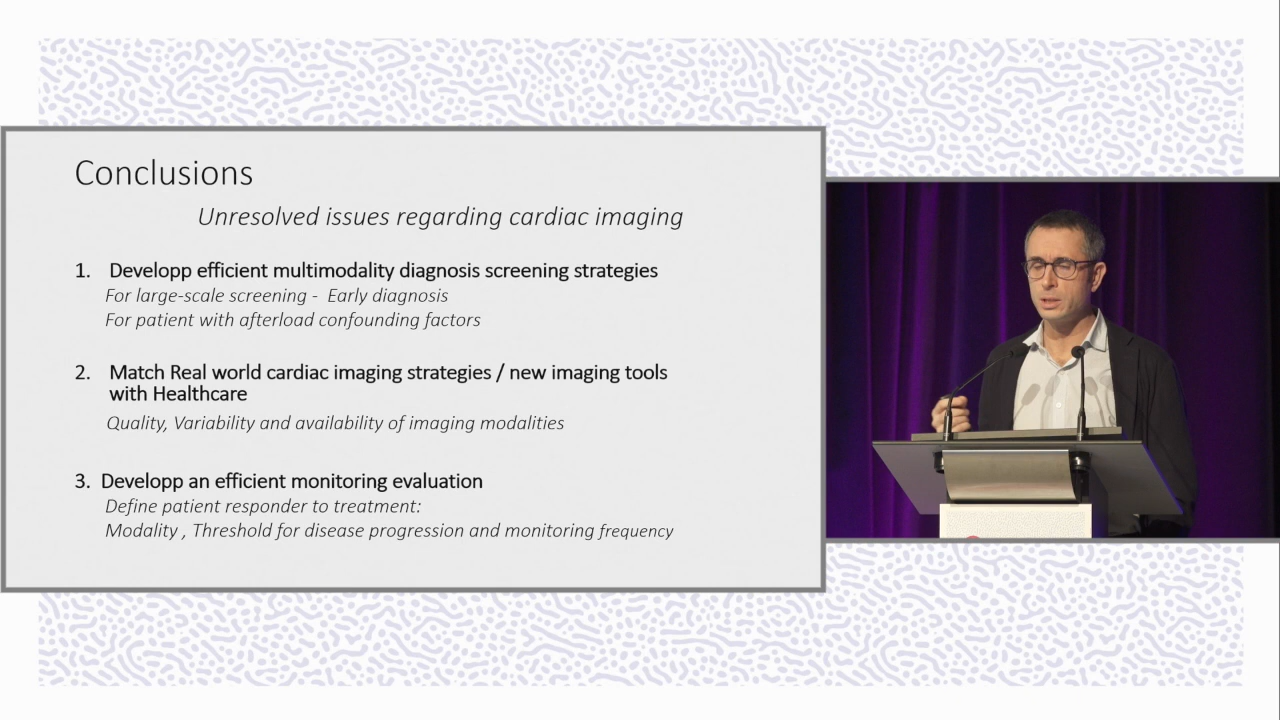 Conclusions
Unresolved issues regarding cardiac imaging
1. Developp efficient multimodality diagnosis screening strategies
For large-scale screening - Early diagnosis
For patient with afterload confounding factors
2. Match Real world cardiac imaging strategies / new imaging tools
with Healthcare
Quality, Variability and availability of imaging modalities
3. Developp an efficient monitoring evaluation
Define patient responder to treatment:
Modality , Threshold for disease progression and monitoring frequency